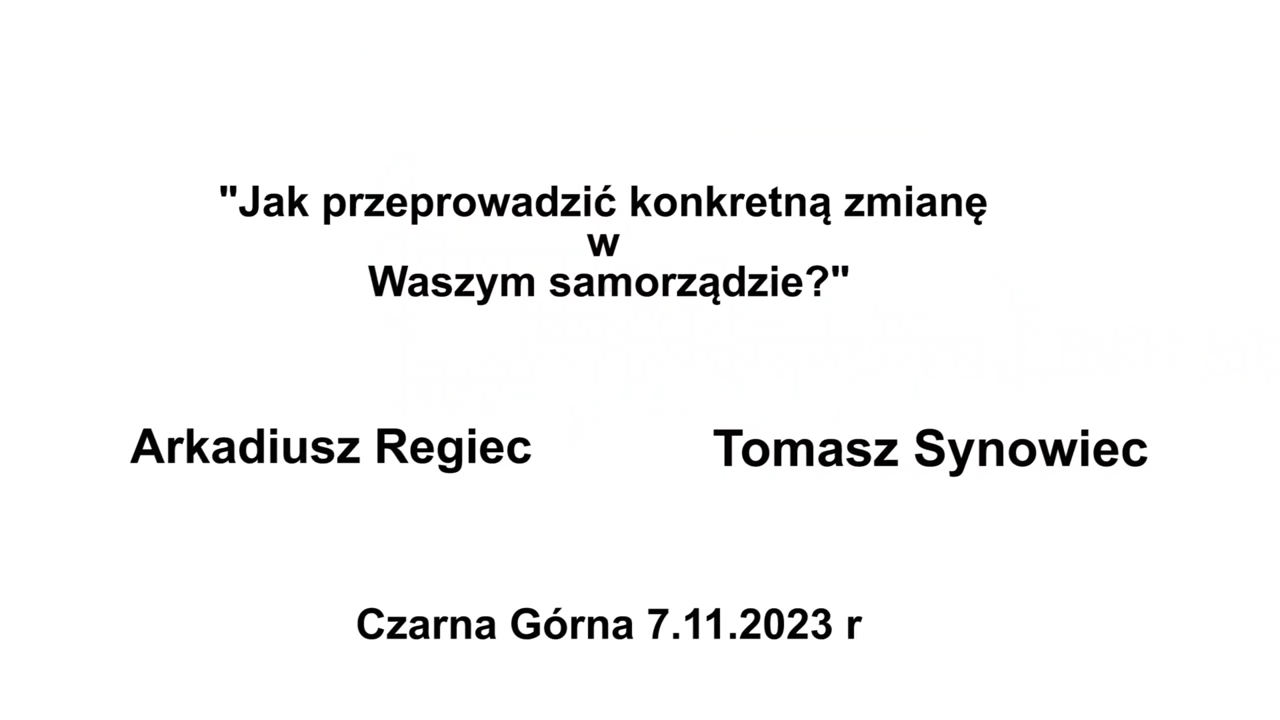 "Jak przeprowadzić konkretną zmianę
w
Waszym samorządzie?"
Arkadiusz Regiec
Tomasz Synowiec
Czarna Górna 7.11.2023 r